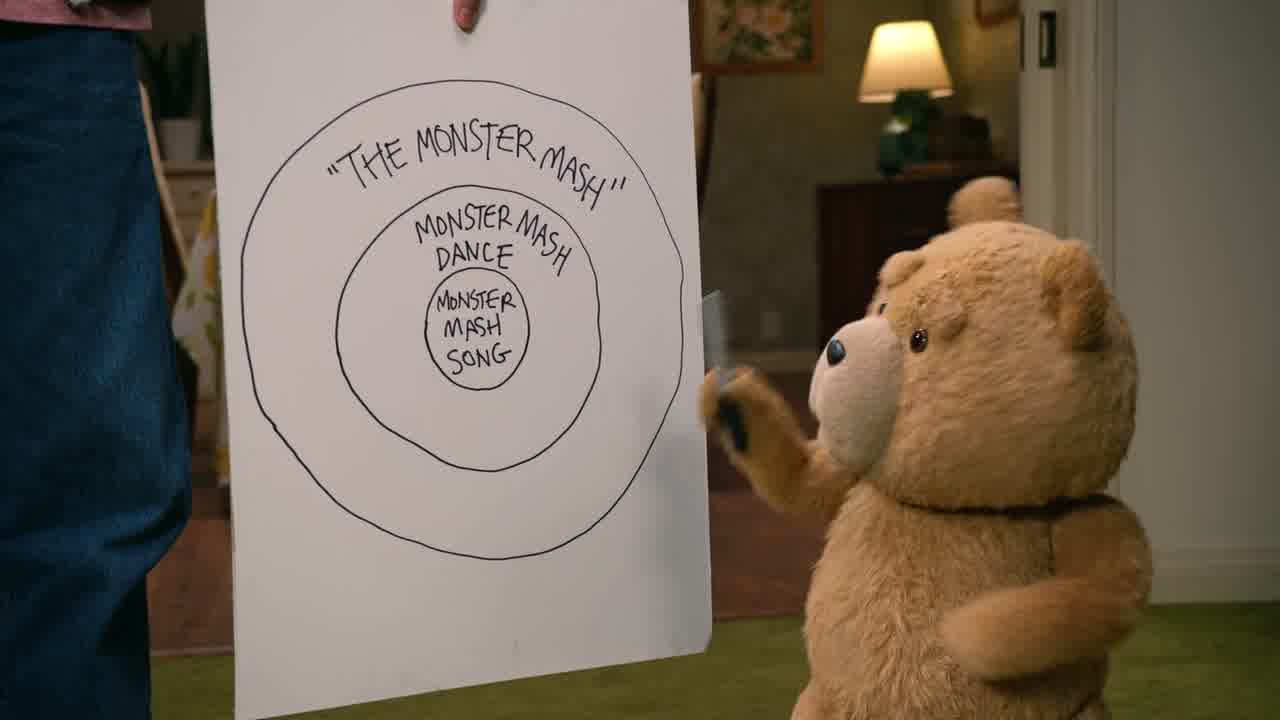 "THE MONSTER MASH"
MONSTER MASH
DANCE
MONSTER
MASH
SONG